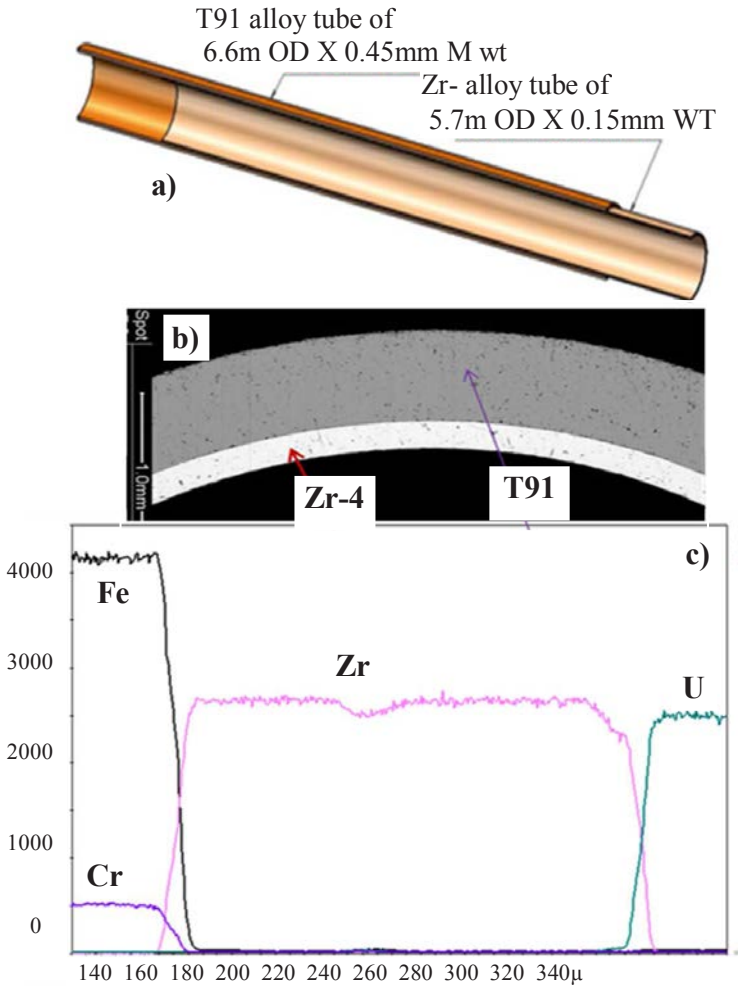 T91 alloy tube of
6.6m OD X 0.45mm M wt
Zr- alloy tube of
5.7m OD X 0.15mm WT
a)
Spot
b)
1.0mm
Zr-4
T91
c)
4000
Fe
3000
Zr
U
2000
1000
Cr
0
140 160 180 200 220 240 260 280 300 320 340μ